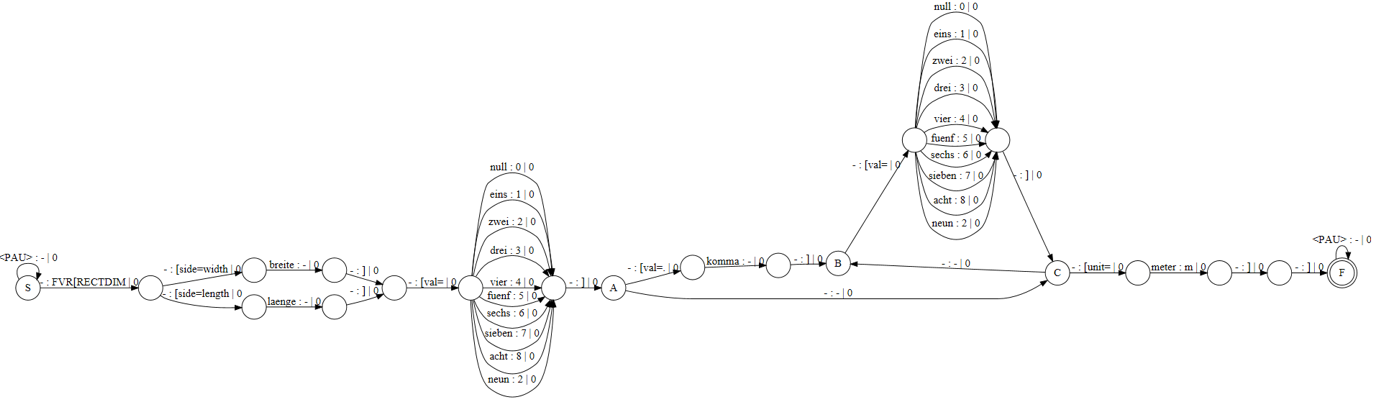 null : 0 | 0
eins : 1 | 0
zwei : 2 | 0
drei : 3 | 0
vier : 4 | 0
fuenf : 5 | 0
sechs : 6 | 0
sieben : 7 | 0
acht : 8 | 0
neun : 2 | 0
- : [val= | 0
- : ] | 0
null : 0 | 0
eins : 1 | 0
zwei : 2 | 0
drei : 3 | 0
vier : 4 | 0
fuenf : 5 | 0
sechs : 6 | 0
sieben : 7 | 0
acht : 8 | 0
neun : 2 | 0
<PAU> : - | 0
S
- : FVR[RECTDIM | 0
- : [side=width | 0
breite : - | 0
- : ] | 0
- : [side=length | 0
laenge : - | 0
- : ] | 0
- : [val= | 0
- : ] | 0
A
- : [val=. | 0
komma : - | 0
- : ] | 0
B
- : - | 0
- : - | 0
C
- : [unit= | 0
meter : m | 0
- : ] | 0
- : ] | 0
<PAU> : - | 0
F